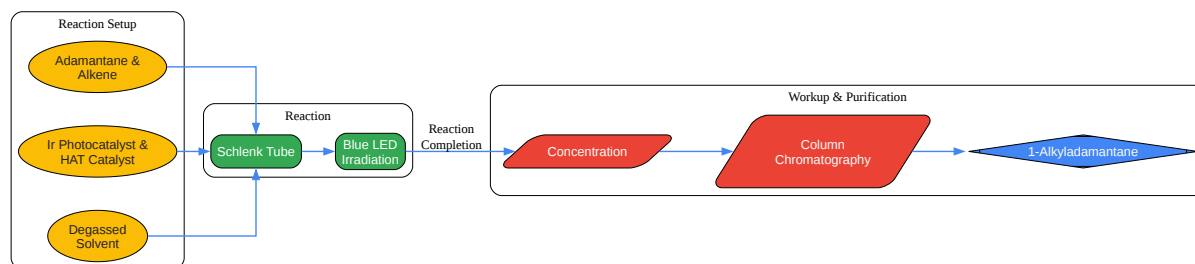 Reaction Setup
Adamantane &
Alkene
Ir Photocatalyst &
HAT Catalyst
Degassed
Solvent
Reaction
Schlenk Tube
Blue LED
Irradiation
Reaction
Completion
Workup & Purification
Concentration
Column
Chromatography
1-Alkyladamantane